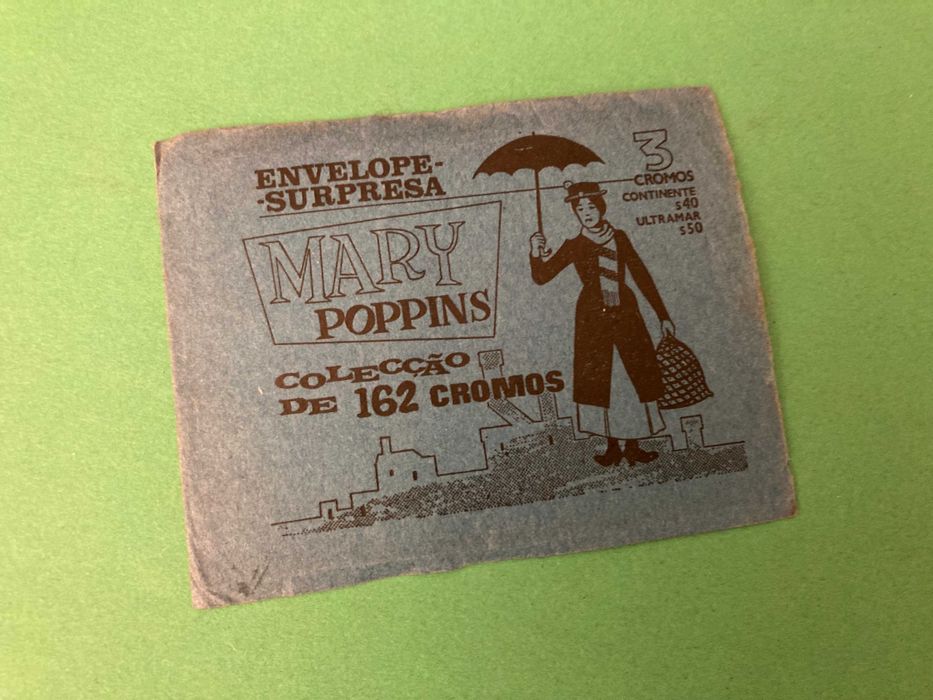 ENVELOPE-
-SURPRESA
MARY
POPPINS
COLECÇÃO
DE 162 CROMOS
3
CROMOS
CONTINENTE
$40
ULTRAMAR
$50